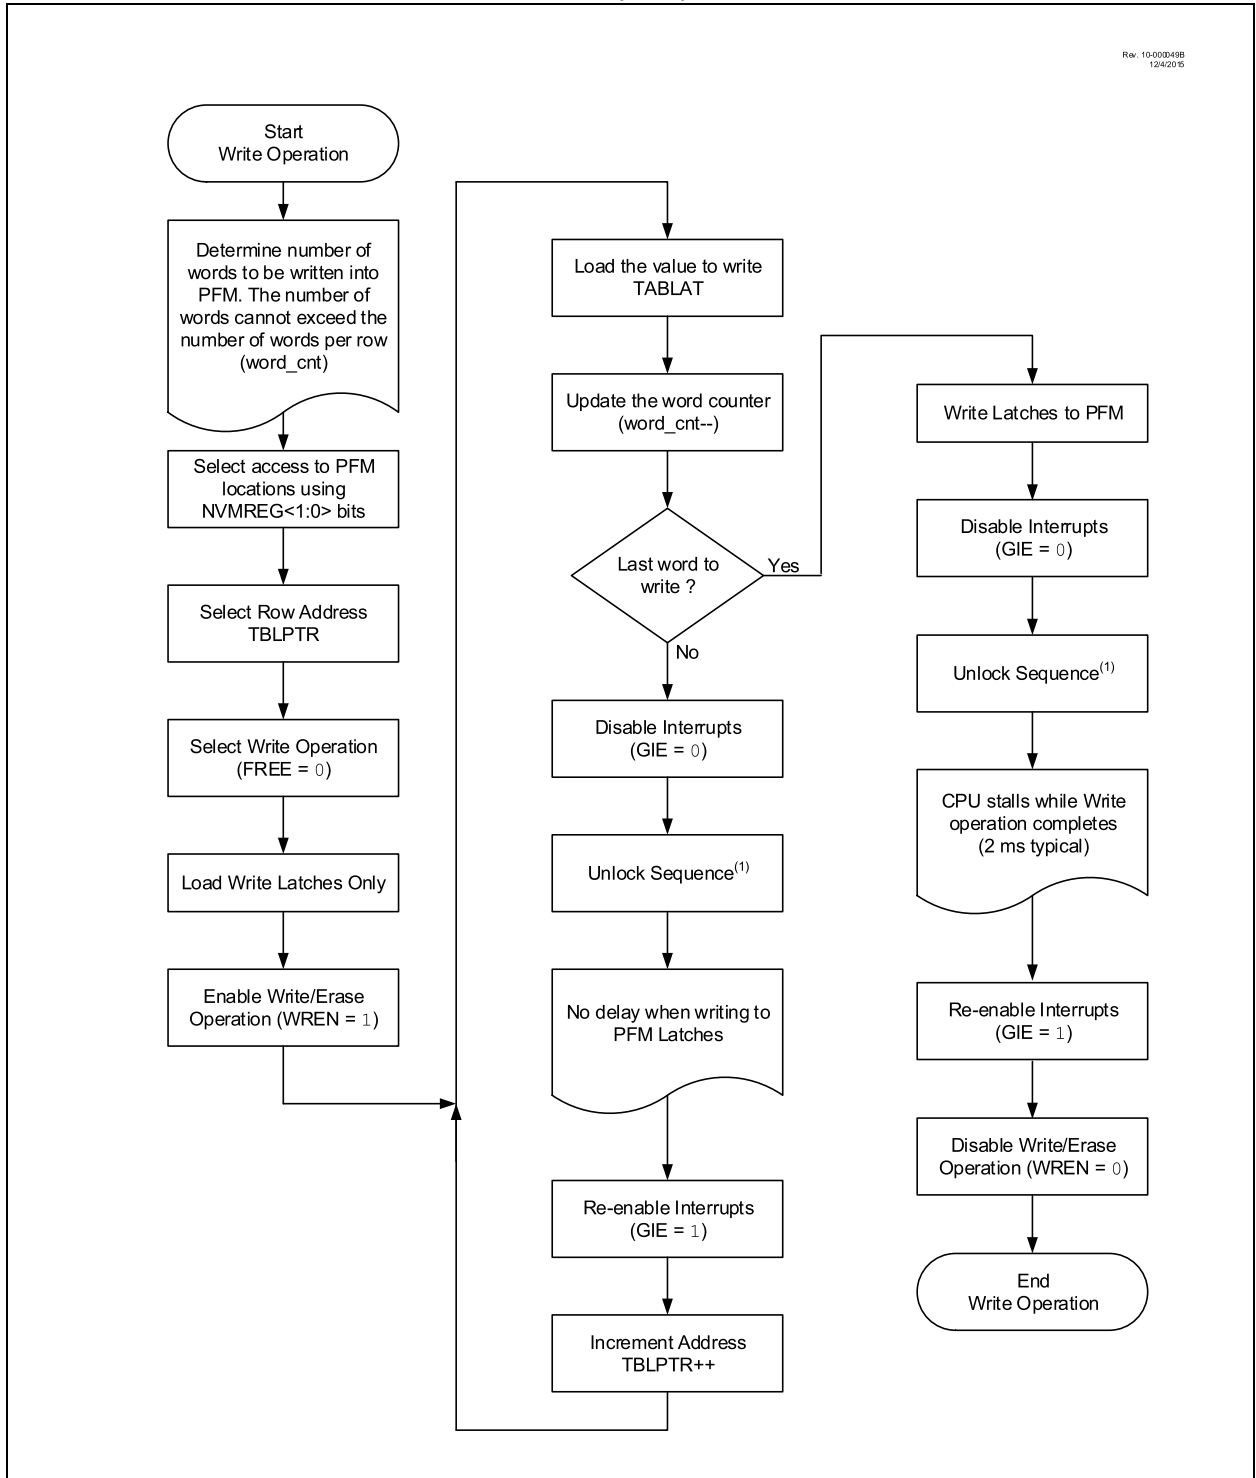 Rev. 10-000049B
12/4/2015
Start
Write Operation
Determine number of
words to be written into
PFM. The number of
words cannot exceed the
number of words per row
(word_cnt)
Select access to PFM
locations using
NVMREG<1:0> bits
Select Row Address
TBLPTR
Select Write Operation
(FREE = 0)
Load Write Latches Only
Enable Write/Erase
Operation (WREN = 1)
Load the value to write
TABLAT
Update the word counter
(word_cnt--)
Last word to
write ?
Yes
No
Disable Interrupts
(GIE = 0)
Unlock Sequence(1)
No delay when writing to
PFM Latches
Re-enable Interrupts
(GIE = 1)
Increment Address
TBLPTR++
Write Latches to PFM
Disable Interrupts
(GIE = 0)
Unlock Sequence(1)
CPU stalls while Write
operation completes
(2 ms typical)
Re-enable Interrupts
(GIE = 1)
Disable Write/Erase
Operation (WREN = 0)
End
Write Operation